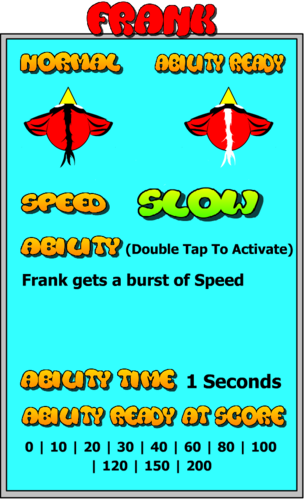 FRANK
NORMAL ABILITY READY
SPEED SLOW
ABILITY (Double Tap To Activate)
Frank gets a burst of Speed
ABILITY TIME 1 Seconds
ABILITY READY AT SCORE
0 | 10 | 20 | 30 | 40 | 60 | 80 | 100
| 120 | 150 | 200